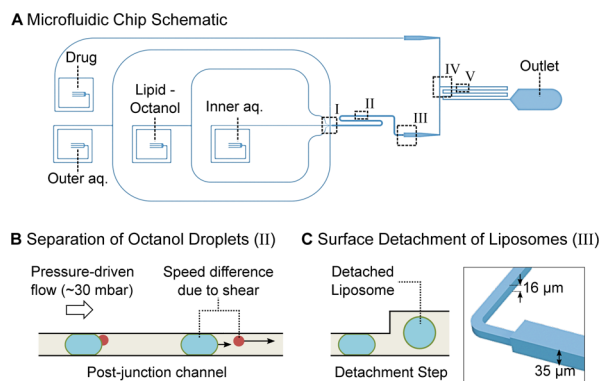 A Microfluidic Chip Schematic
Drug
Lipid -
Octanol
Inner aq.
Outer aq.
I
II
III
IV
V
Outlet
B Separation of Octanol Droplets (II)
Pressure-driven
flow (~30 mbar)
Speed difference
due to shear
Post-junction channel
C Surface Detachment of Liposomes (III)
Detached
Liposome
Detachment Step
16 µm
35 µm